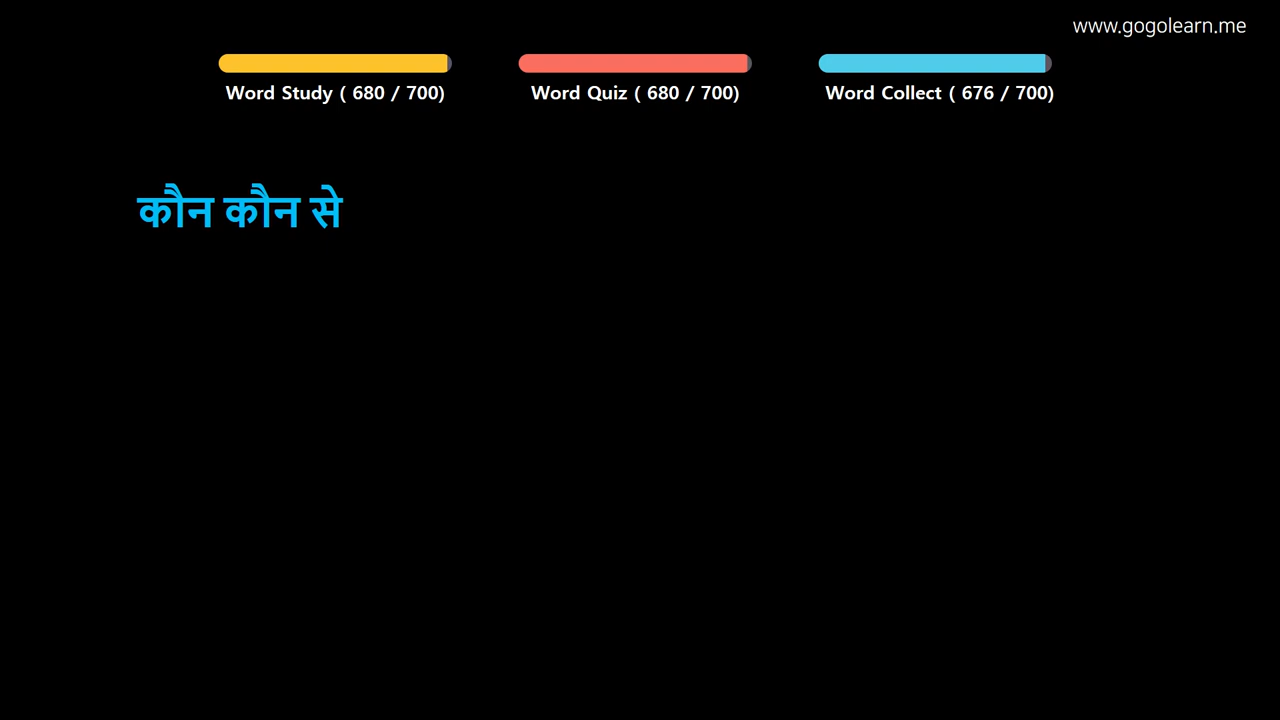 www.gogolearn.me
Word Study ( 680 / 700)
Word Quiz ( 680 / 700)
Word Collect ( 676 / 700)
कौन कौन से